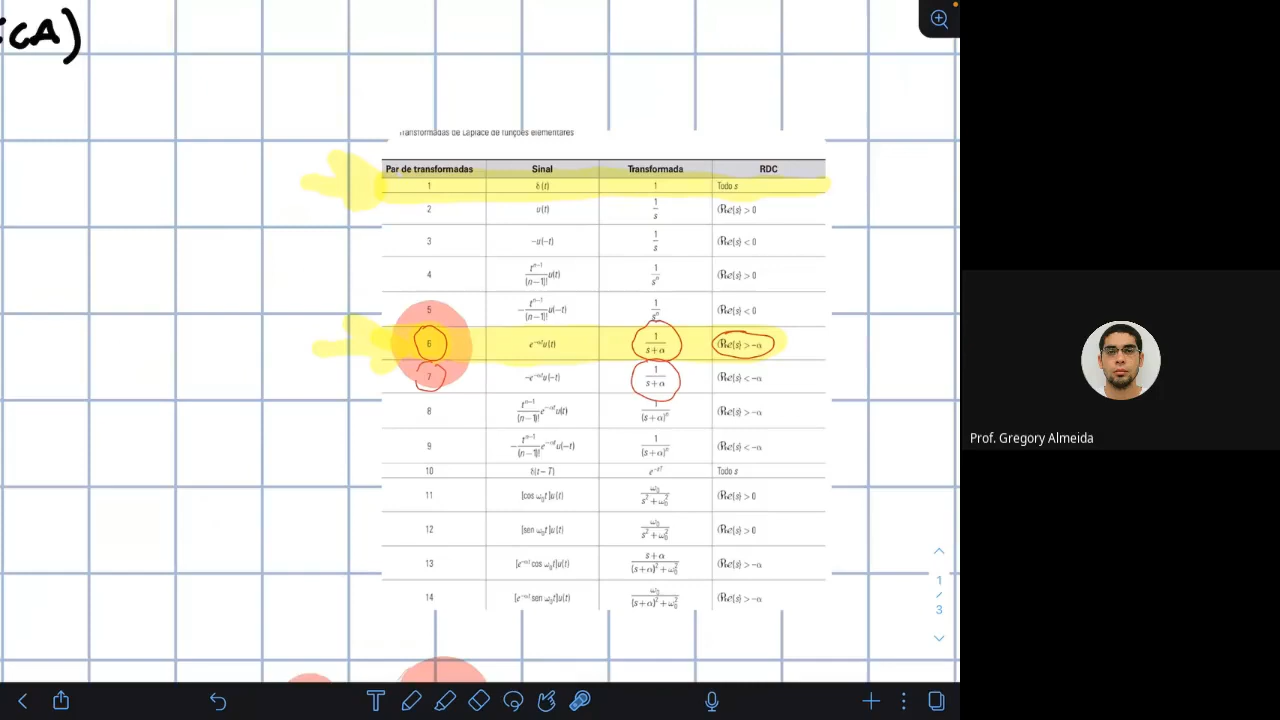 CA)
Transformadas de Laplace de funções elementares
Par de transformadas Sinal Transformada RDC
1 δ(t) 1 Todo s
2 u(t) 1/s Re{s} > 0
3 −u(−t) 1/s Re{s} < 0
4 t^(n−1)/(n−1)! u(t) 1/s^n Re{s} > 0
5 −t^(n−1)/(n−1)! u(−t) 1/s^n Re{s} < 0
6 e^(−αt)u(t) 1/(s+α) Re{s} > −α
7 −e^(−αt)u(−t) 1/(s+α) Re{s} < −α
8 t^(n−1)/(n−1)! e^(−αt)u(t) 1/(s+α)^n Re{s} > −α
9 −t^(n−1)/(n−1)! e^(−αt)u(−t) 1/(s+α)^n Re{s} < −α
10 δ(t − T) e^(−sT) Todo s
11 [cos ω₀t]u(t) ω₀/(s²+ω₀²) Re{s} > 0
12 [sen ω₀t]u(t) ω₀/(s²+ω₀²) Re{s} > 0
13 [e^(−αt) cos ω₀t]u(t) (s+α)/((s+α)²+ω₀²) Re{s} > −α
14 [e^(−αt) sen ω₀t]u(t) ω₀/((s+α)²+ω₀²) Re{s} > −α
1
/
3
T
Prof. Gregory Almeida